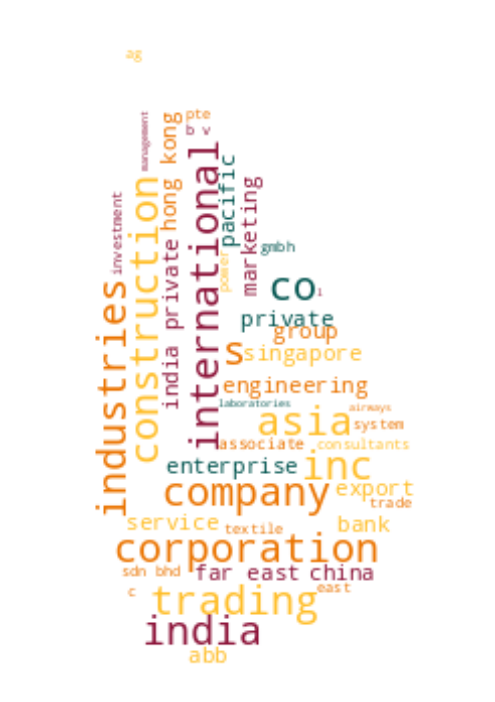 ag
management
hong kong
pte
b v
investment
construction
india private
international
pacific
marketing
power
gmbh
industries
co
l
private
group
s
singapore
engineering
laboratories
asia
airways
system
associate
consultants
enterprise
inc
company
export
trade
service
textile
bank
corporation
sdn bhd
far east
china
c
trading
east
india
abb